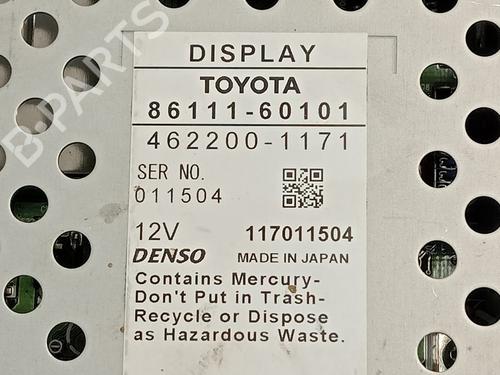 DISPLAY
TOYOTA
86111-60101
462200-1171
SER NO.
011504
12V 117011504
DENSO MADE IN JAPAN
Contains Mercury-
Don't Put in Trash-
Recycle or Dispose
as Hazardous Waste.
B-PARTS